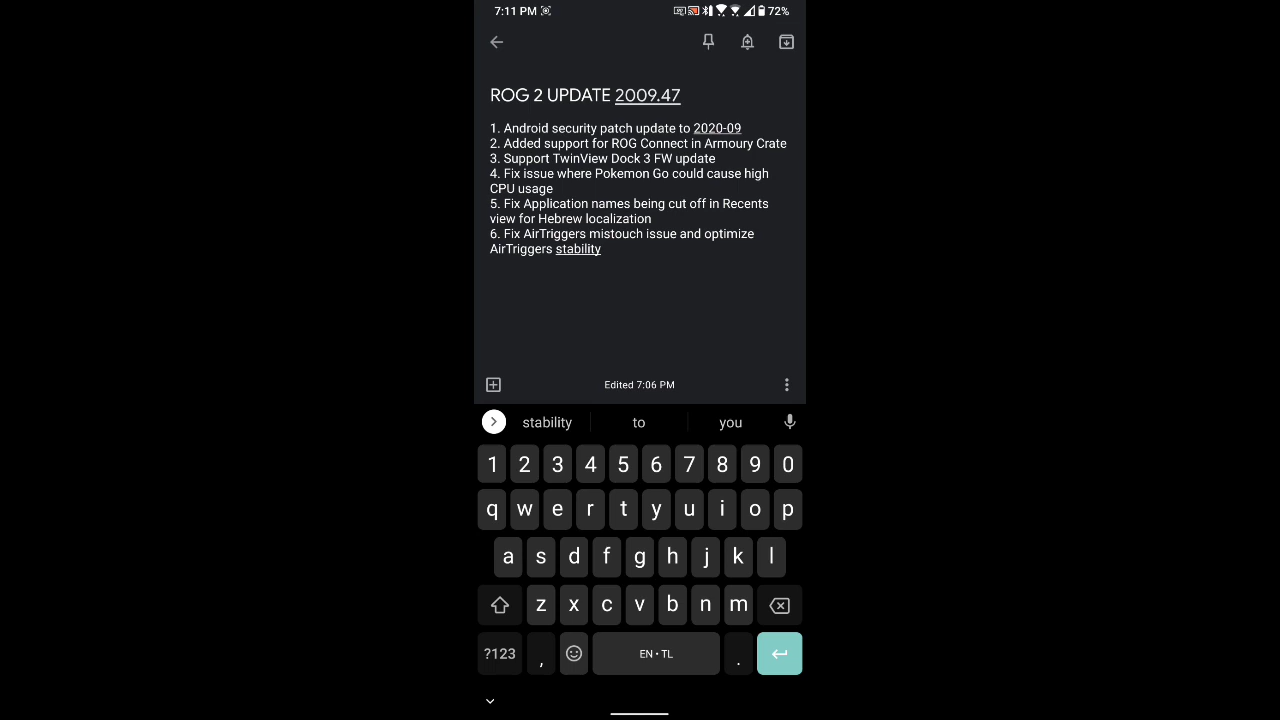 7:11 PM 72%
ROG 2 UPDATE 2009.47
1. Android security patch update to 2020-09
2. Added support for ROG Connect in Armoury Crate
3. Support TwinView Dock 3 FW update
4. Fix issue where Pokemon Go could cause high
CPU usage
5. Fix Application names being cut off in Recents
view for Hebrew localization
6. Fix AirTriggers mistouch issue and optimize
AirTriggers stability
Edited 7:06 PM
stability to you
1 2 3 4 5 6 7 8 9 0
q w e r t y u i o p
a s d f g h j k l
z x c v b n m
?123 , EN • TL .